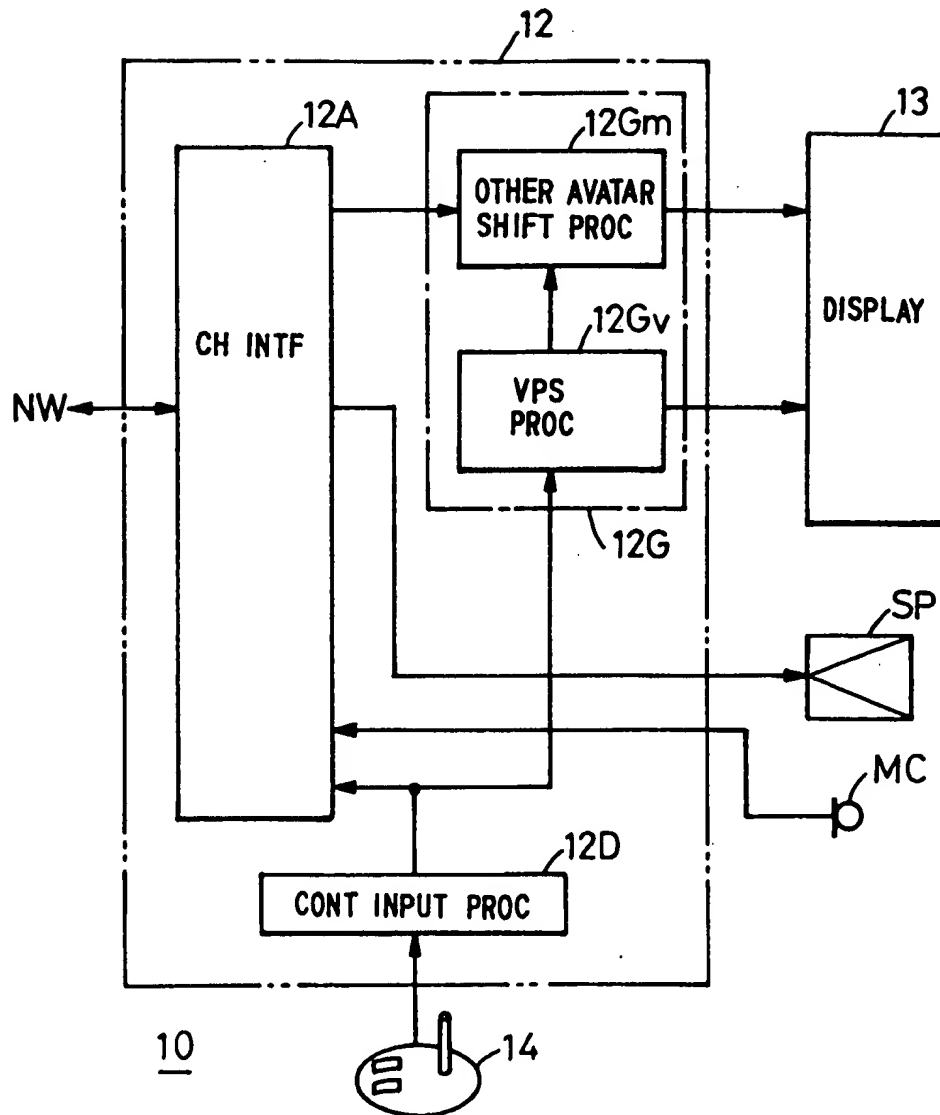 12
12A
12Gm
13
OTHER AVATAR
SHIFT PROC
12Gv
CH INTF
DISPLAY
VPS
PROC
NW
12G
SP
MC
12D
CONT INPUT PROC
10
14